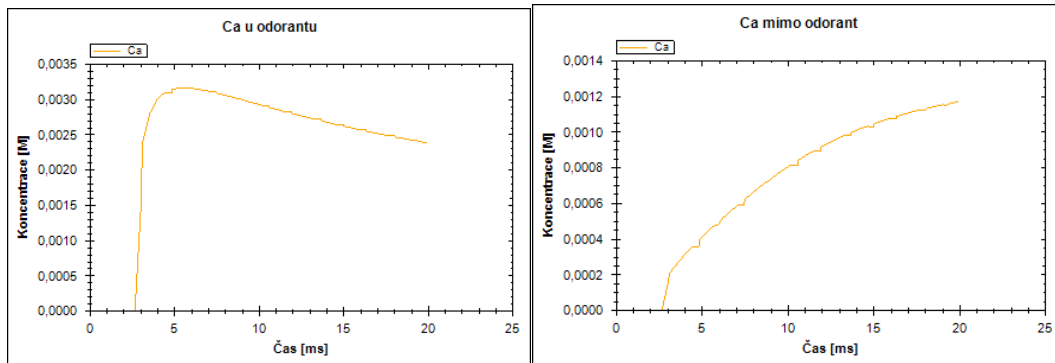 Ca u odorantu
Ca
0,0035
0,0030
0,0025
0,0020
0,0015
0,0010
0,0005
0,0000
Koncentrace [M]
0 5 10 15 20 25
Čas [ms]
Ca mimo odorant
Ca
0,0014
0,0012
0,0010
0,0008
0,0006
0,0004
0,0002
0,0000
Koncentrace [M]
0 5 10 15 20 25
Čas [ms]